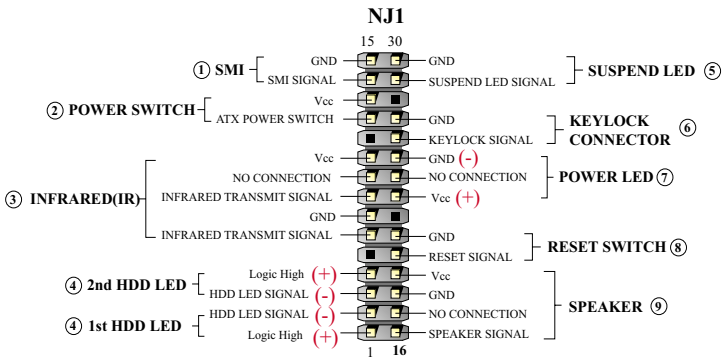 NJ1
15 30
① SMI
GND
SMI SIGNAL
② POWER SWITCH
Vcc
ATX POWER SWITCH
③ INFRARED(IR)
Vcc
NO CONNECTION
INFRARED TRANSMIT SIGNAL
GND
INFRARED TRANSMIT SIGNAL
④ 2nd HDD LED
Logic High (+)
HDD LED SIGNAL (-)
④ 1st HDD LED
HDD LED SIGNAL (-)
Logic High (+)
GND
SUSPEND LED SIGNAL
SUSPEND LED ⑤
GND
KEYLOCK SIGNAL
KEYLOCK
CONNECTOR ⑥
GND (-)
NO CONNECTION
Vcc (+)
POWER LED ⑦
GND
RESET SIGNAL
RESET SWITCH ⑧
Vcc
GND
NO CONNECTION
SPEAKER SIGNAL
SPEAKER ⑨
1 16